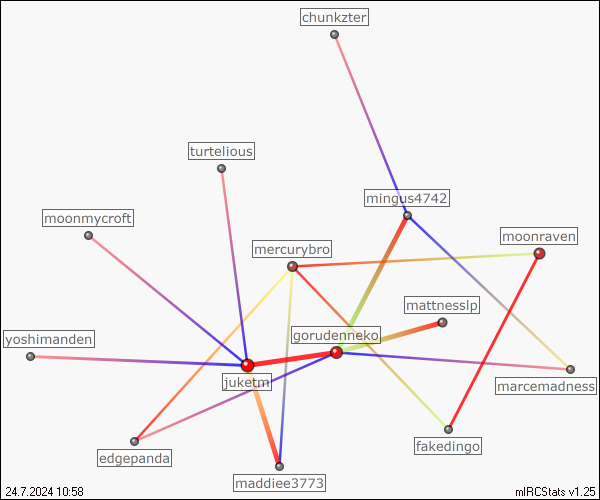 chunkzter
turtelious
mingus4742
moonmycroft
moonraven
mercurybro
mattnesslp
gorudenneko
yoshimanden
juketm
marcemadness
fakedingo
edgepanda
maddiee3773
24.7.2024 10:58
mIRCStats v1.25